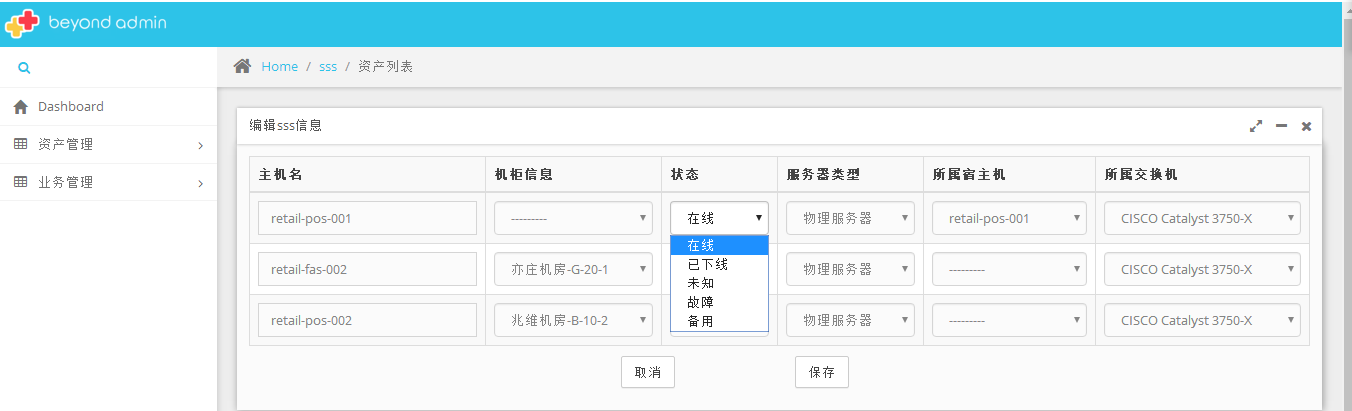 beyond admin
Home / sss / 资产列表
Dashboard
资产管理
业务管理
编辑sss信息
主机名 机柜信息 状态 服务器类型 所属宿主机 所属交换机
retail-pos-001 --------- 在线 物理服务器 retail-pos-001 CISCO Catalyst 3750-X
在线
已下线
未知
故障
备用
retail-fas-002 亦庄机房-G-20-1 物理服务器 --------- CISCO Catalyst 3750-X
retail-pos-002 兆维机房-B-10-2 物理服务器 --------- CISCO Catalyst 3750-X
取消 保存